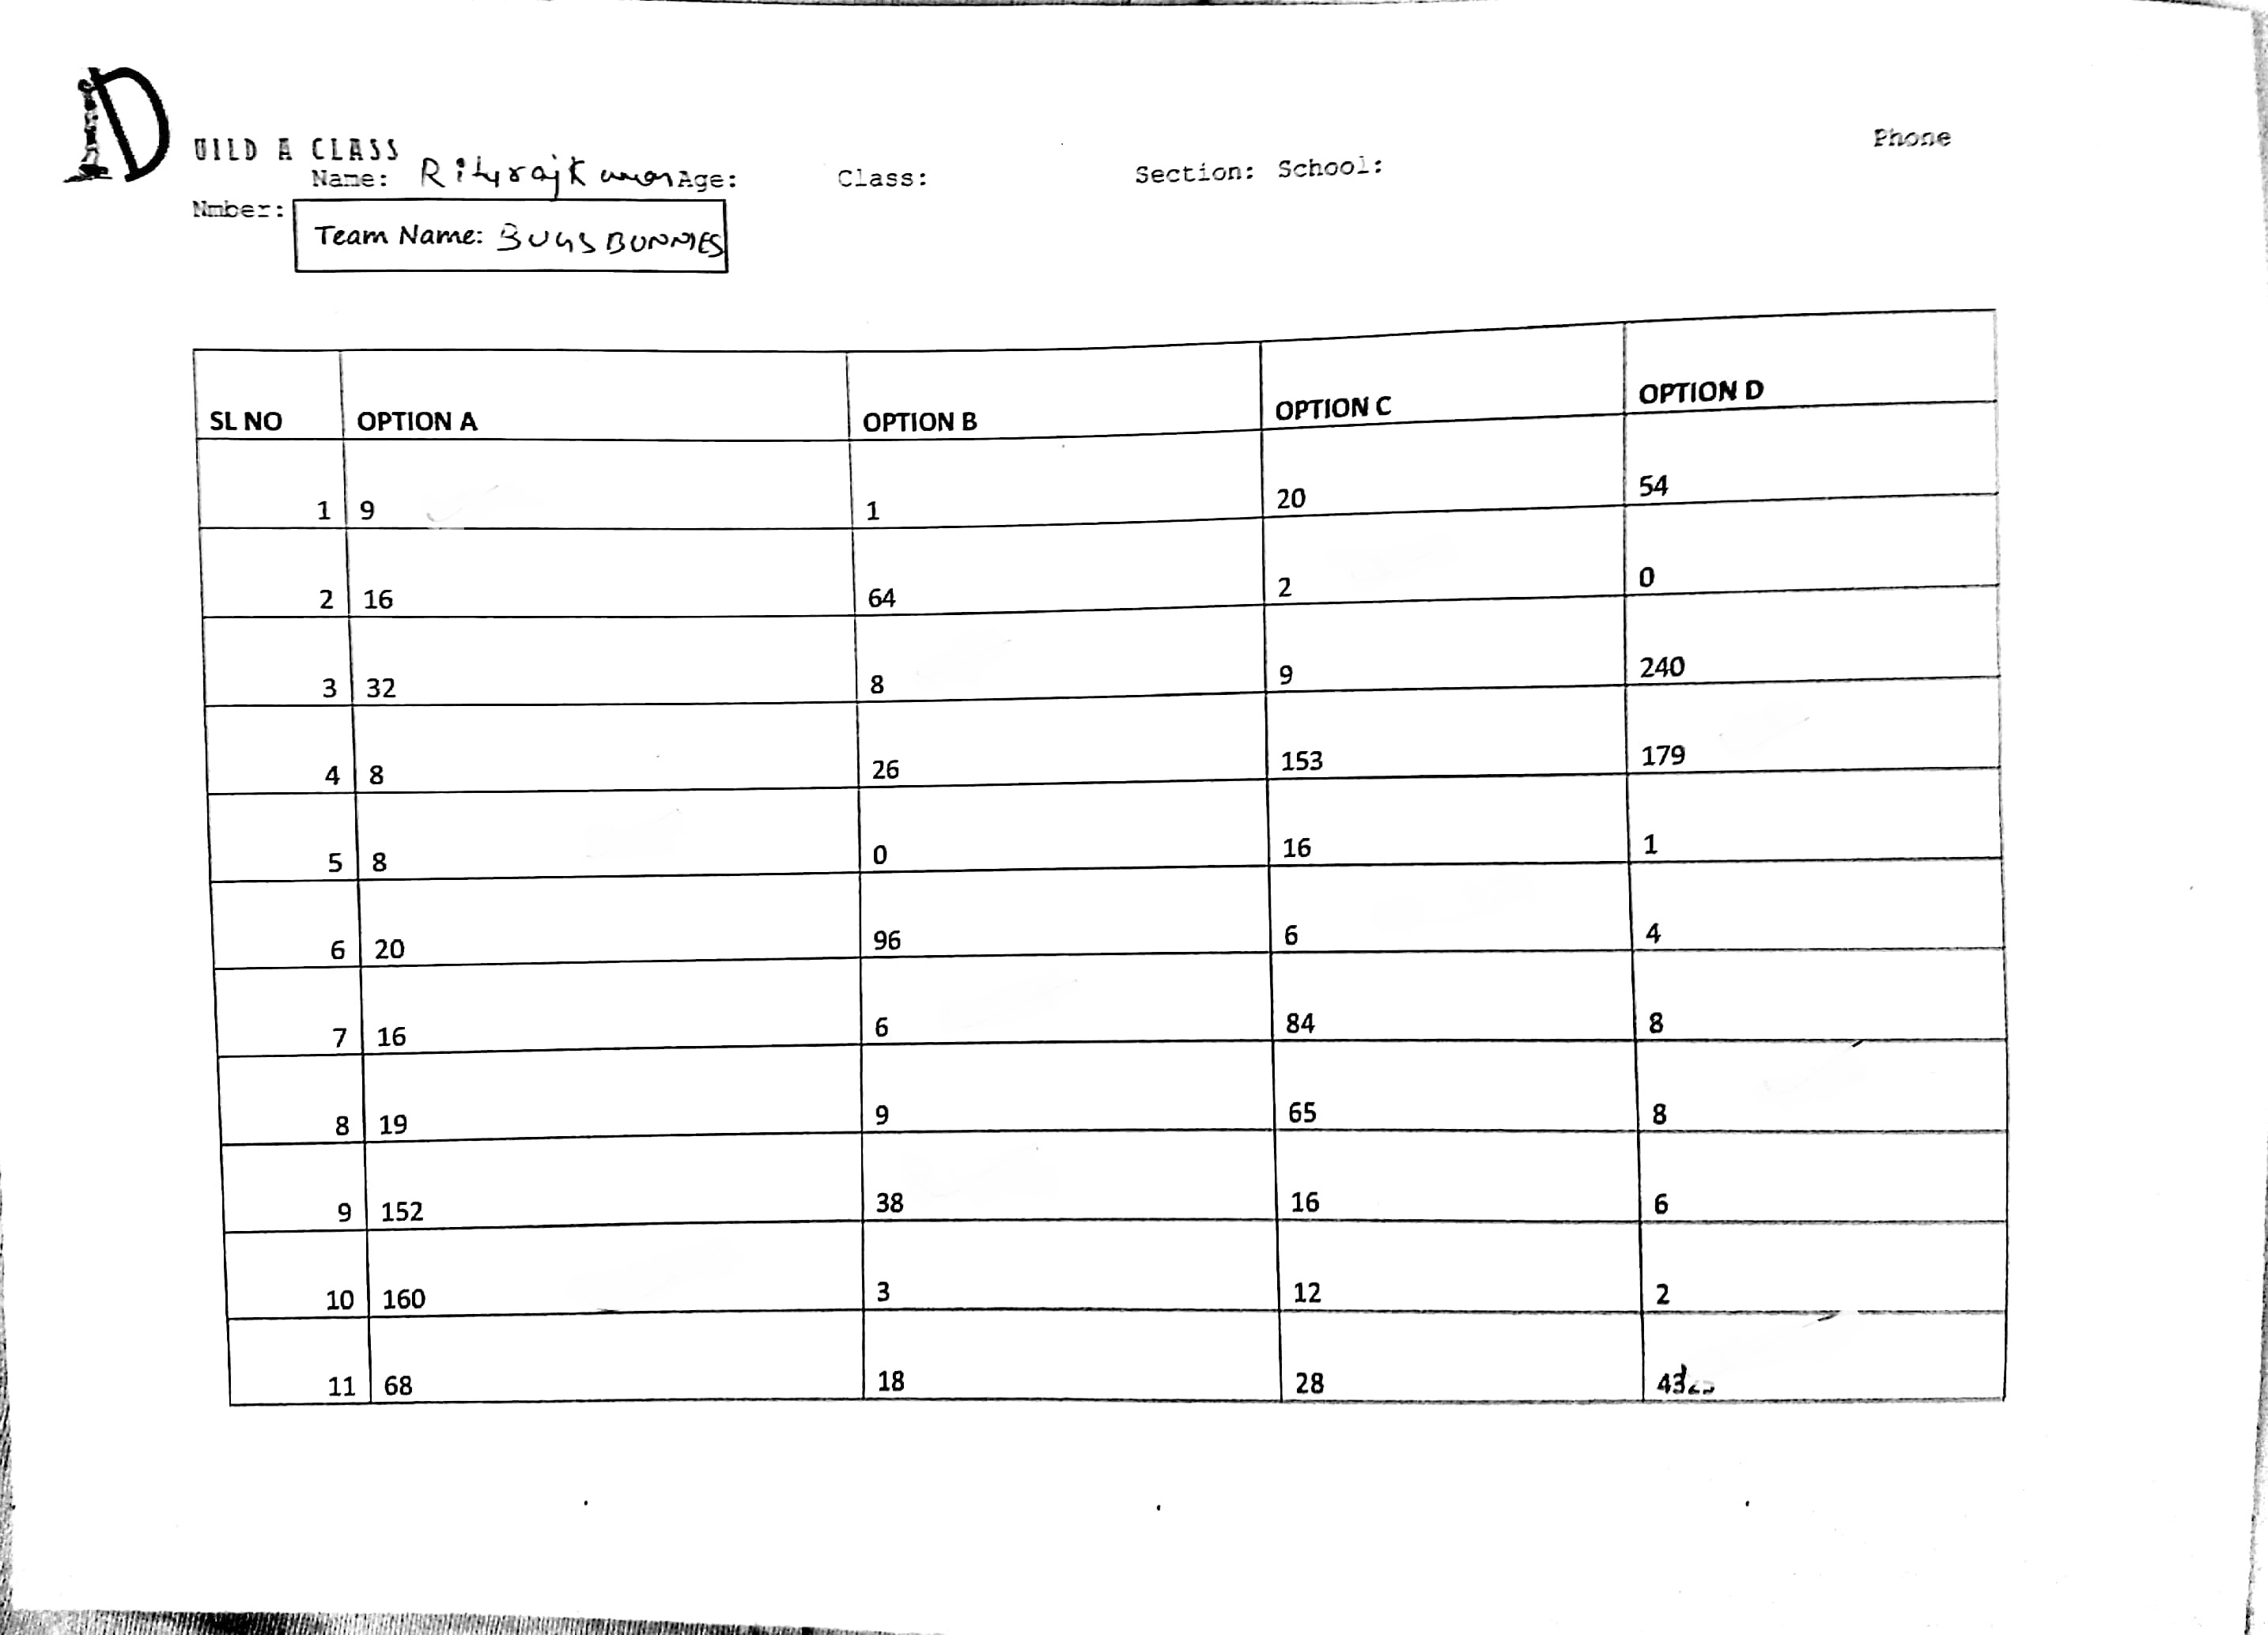 D
UILD A CLASS
Phone
Name: Rituraj Kumar Age: Class: Section: School:
Nmber:
Team Name: BUGS BUNNIES
SL NO OPTION A OPTION B OPTION C OPTION D
1 9 1 20 54
2 16 64 2 0
3 32 8 9 240
4 8 26 153 179
5 8 0 16 1
6 20 96 6 4
7 16 6 84 8
8 19 9 65 8
9 152 38 16 6
10 160 3 12 2
11 68 18 28